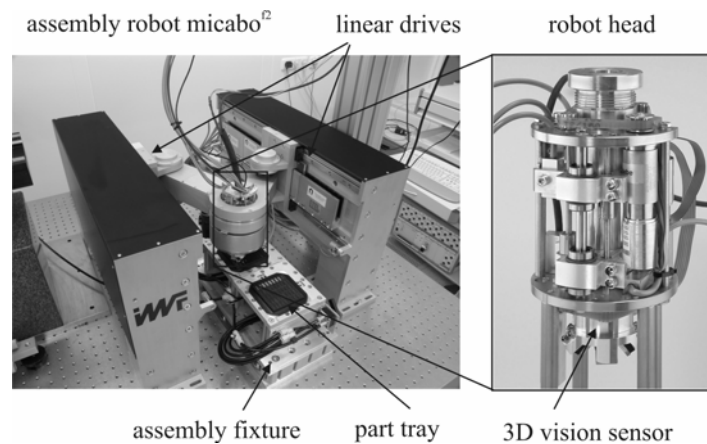 assembly robot micabo^f2 linear drives robot head
iwf
assembly fixture part tray 3D vision sensor